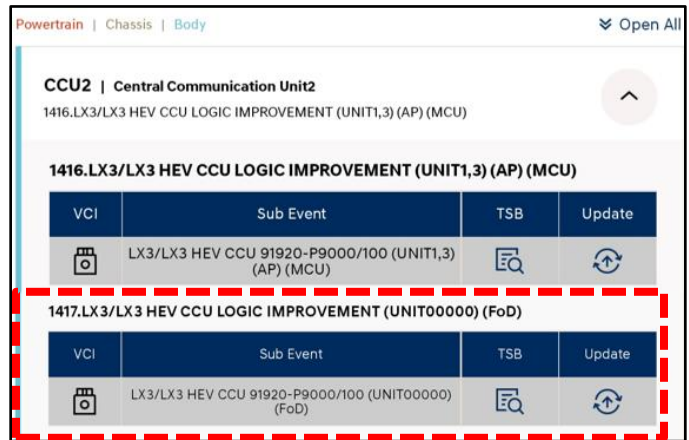 Powertrain | Chassis | Body
Open All
CCU2 | Central Communication Unit2
1416.LX3/LX3 HEV CCU LOGIC IMPROVEMENT (UNIT1,3) (AP) (MCU)
1416.LX3/LX3 HEV CCU LOGIC IMPROVEMENT (UNIT1,3) (AP) (MCU)
VCI Sub Event TSB Update
LX3/LX3 HEV CCU 91920-P9000/100 (UNIT1,3)
(AP) (MCU)
1417.LX3/LX3 HEV CCU LOGIC IMPROVEMENT (UNIT00000) (FoD)
VCI Sub Event TSB Update
LX3/LX3 HEV CCU 91920-P9000/100 (UNIT00000)
(FoD)